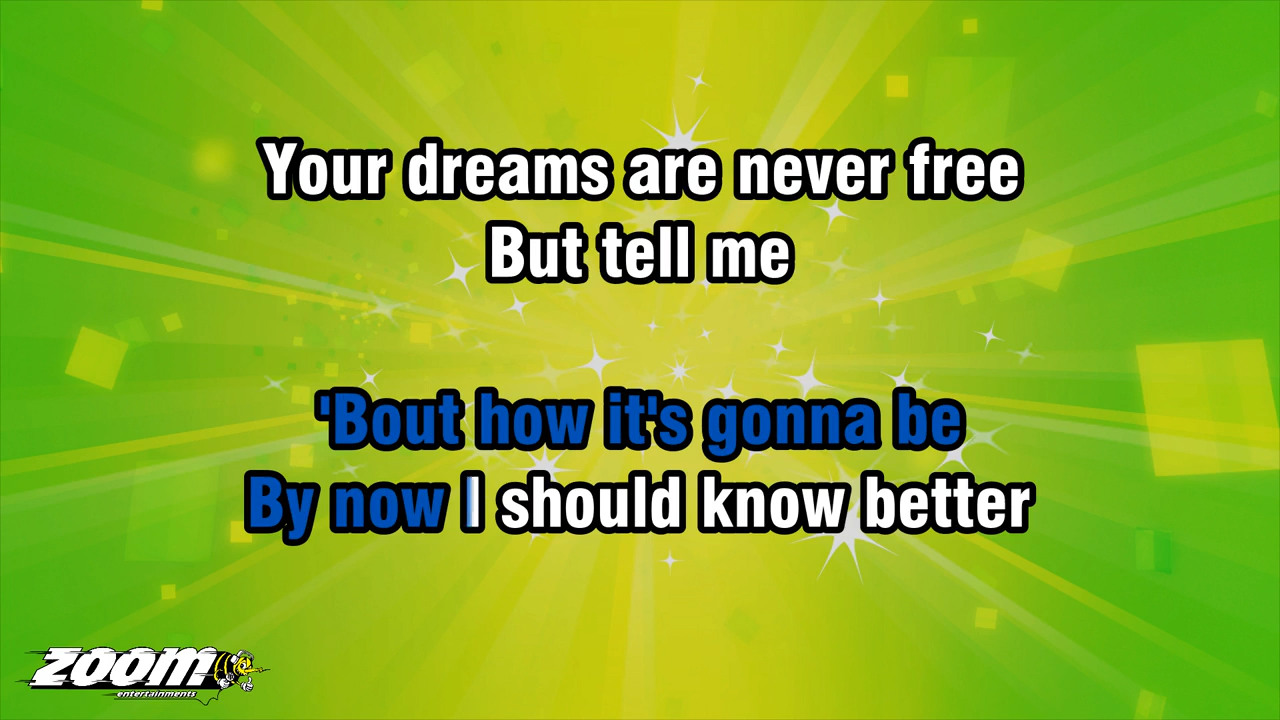 Your dreams are never free
But tell me
'Bout how it's gonna be
By now I should know better
ZOOM
entertainments